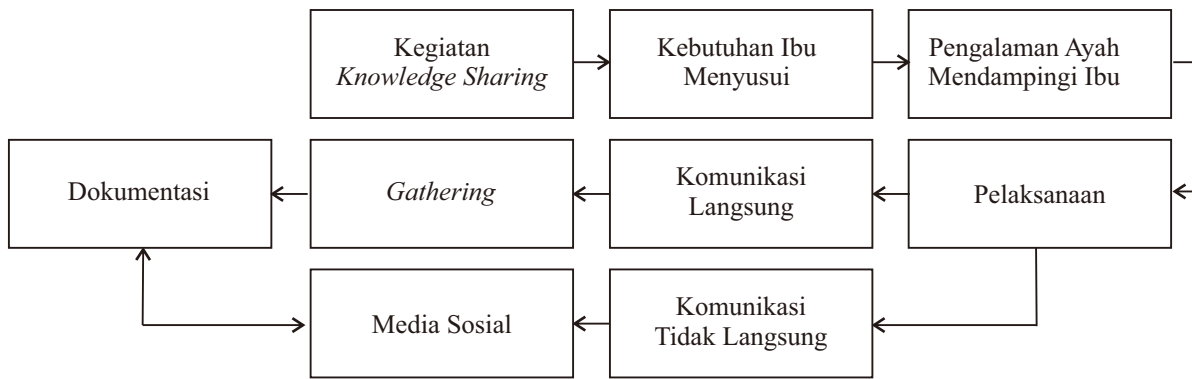 Kegiatan
Knowledge Sharing
Kebutuhan Ibu
Menyusui
Pengalaman Ayah
Mendampingi Ibu
Dokumentasi
Gathering
Komunikasi
Langsung
Pelaksanaan
Media Sosial
Komunikasi
Tidak Langsung